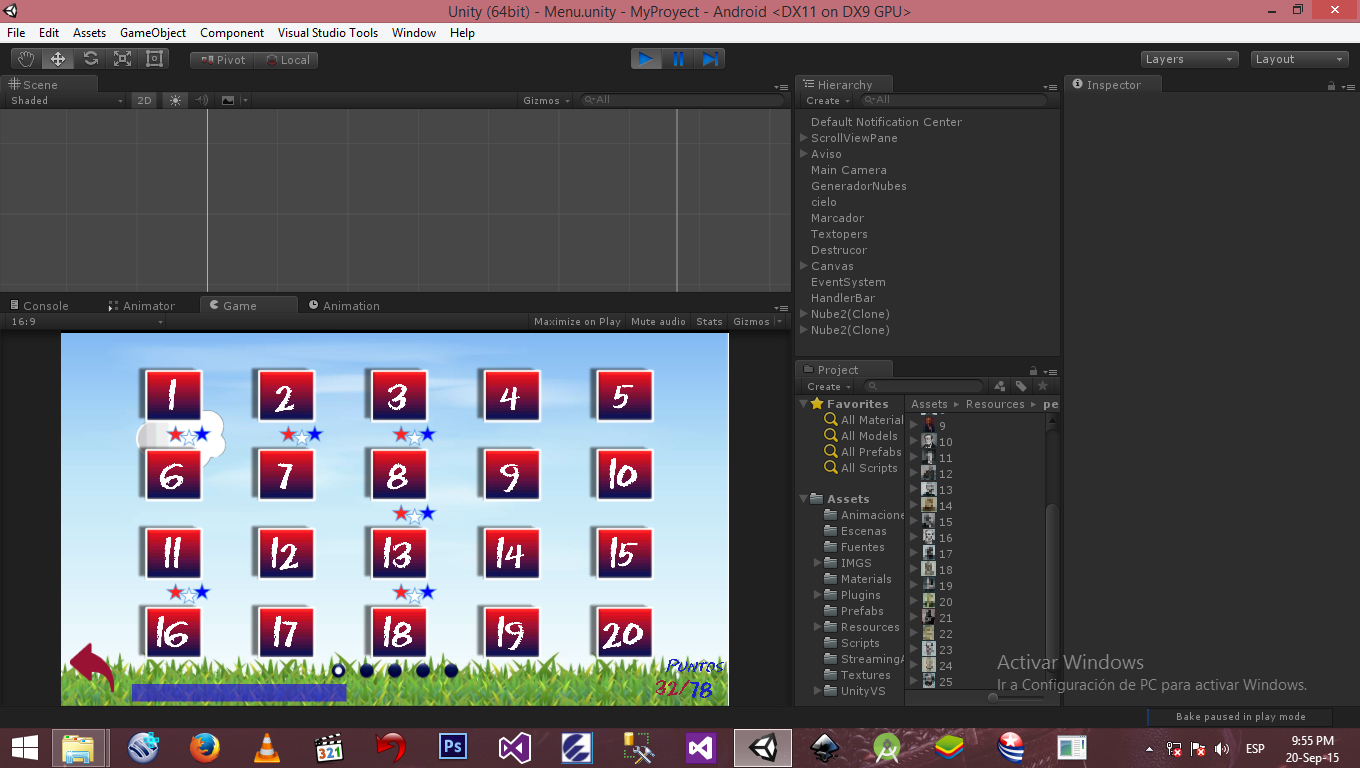 Unity (64bit) - Menu.unity - MyProyect - Android <DX11 on DX9 GPU>
File Edit Assets GameObject Component Visual Studio Tools Window Help
Pivot Local Layers Layout
Scene
Shaded 2D Gizmos All
Hierarchy
Create All
Default Notification Center
ScrollViewPane
Aviso
Main Camera
GeneradorNubes
cielo
Marcador
Textopers
Destrucor
Canvas
EventSystem
HandlerBar
Nube2(Clone)
Nube2(Clone)
Inspector
Console Animator Game Animation
16:9 Maximize on Play Mute audio Stats Gizmos
1 2 3 4 5
6 7 8 9 10
11 12 13 14 15
16 17 18 19 20
Puntos
32/78
Project
Create
Favorites
All Material
All Models
All Prefabs
All Scripts
Assets
Animacione
Escenas
Fuentes
IMGS
Materials
Plugins
Prefabs
Resources
Scripts
StreamingA
Textures
UnityVS
Assets Resources pe
9
10
11
12
13
14
15
16
17
18
19
20
21
22
23
24
25
Activar Windows
Ir a Configuración de PC para activar Windows.
Bake paused in play mode
321
Ps
ESP
9:55 PM
20-Sep-15